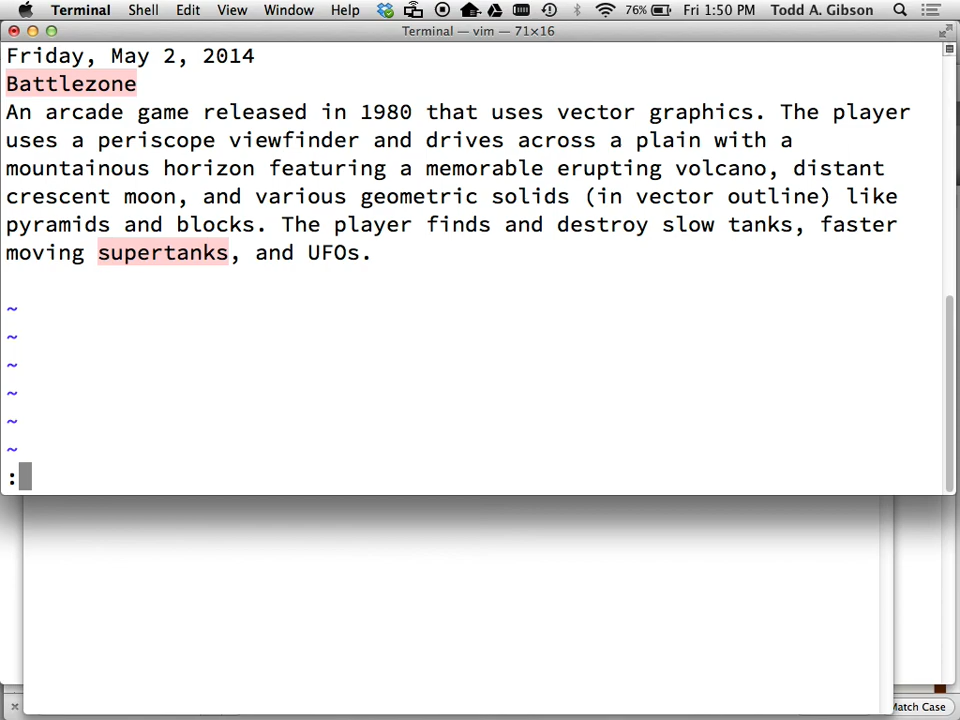 Terminal Shell Edit View Window Help 76% Fri 1:50 PM Todd A. Gibson
Terminal — vim — 71×16
Friday, May 2, 2014
Battlezone
An arcade game released in 1980 that uses vector graphics. The player
uses a periscope viewfinder and drives across a plain with a
mountainous horizon featuring a memorable erupting volcano, distant
crescent moon, and various geometric solids (in vector outline) like
pyramids and blocks. The player finds and destroy slow tanks, faster
moving supertanks, and UFOs.
~
~
~
~
~
~
:
Match Case